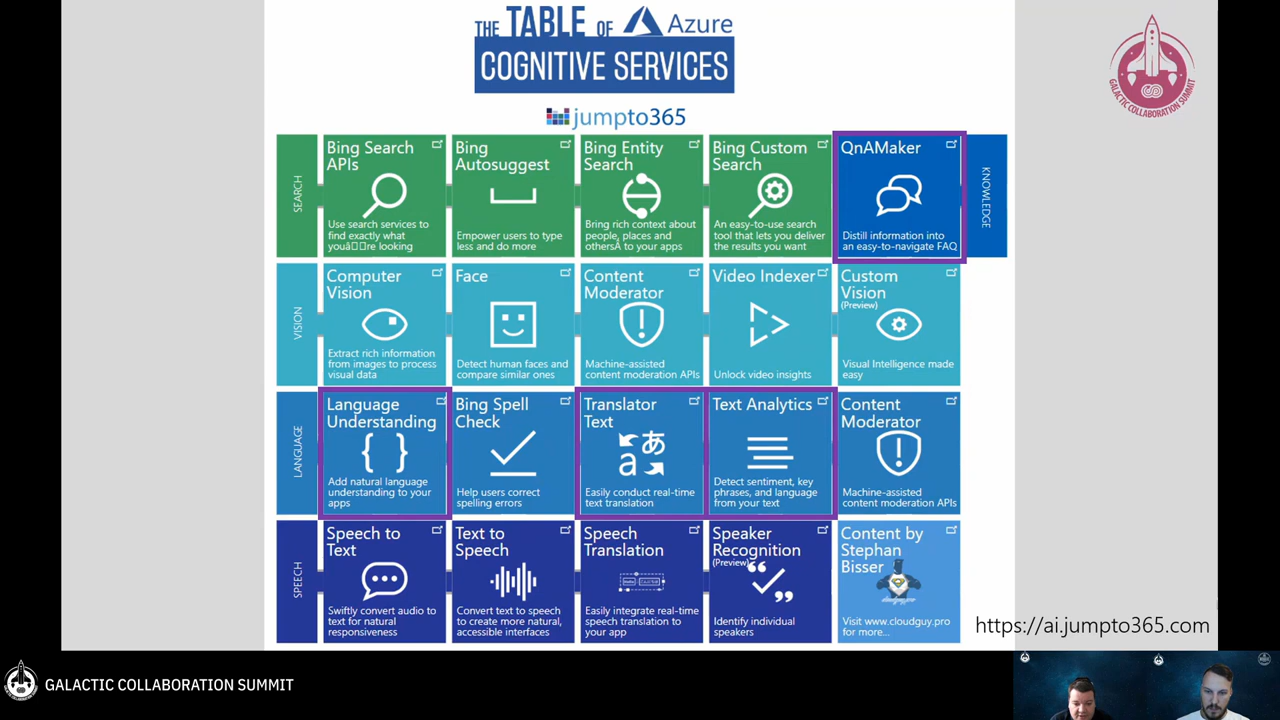 THE TABLE OF Azure
COGNITIVE SERVICES
jumpto365
GALACTIC COLLABORATION SUMMIT
SEARCH
Bing Search
APIs
Use search services to
find exactly what
youâ□□re looking
Bing
Autosuggest
Empower users to type
less and do more
Bing Entity
Search
Bring rich context about
people, places and
othersÂ to your apps
Bing Custom
Search
An easy-to-use search
tool that lets you deliver
the results you want
QnAMaker
Distill information into
an easy-to-navigate FAQ
KNOWLEDGE
VISION
Computer
Vision
Extract rich information
from images to process
visual data
Face
Detect human faces and
compare similar ones
Content
Moderator
Machine-assisted
content moderation APIs
Video Indexer
Unlock video insights
Custom
Vision
(Preview)
Visual Intelligence made
easy
LANGUAGE
Language
Understanding
{ }
Add natural language
understanding to your
apps
Bing Spell
Check
Help users correct
spelling errors
Translator
Text
あ
a
Easily conduct real-time
text translation
Text Analytics
Detect sentiment, key
phrases, and language
from your text
Content
Moderator
Machine-assisted
content moderation APIs
SPEECH
Speech to
Text
Swiftly convert audio to
text for natural
responsiveness
Text to
Speech
Convert text to speech
to create more natural,
accessible interfaces
Speech
Translation
Easily integrate real-time
speech translation to
your app
Speaker
Recognition
(Preview)
Identify individual
speakers
Content by
Stephan
Bisser
Visit www.cloudguy.pro
for more...
https://ai.jumpto365.com
GALACTIC COLLABORATION SUMMIT